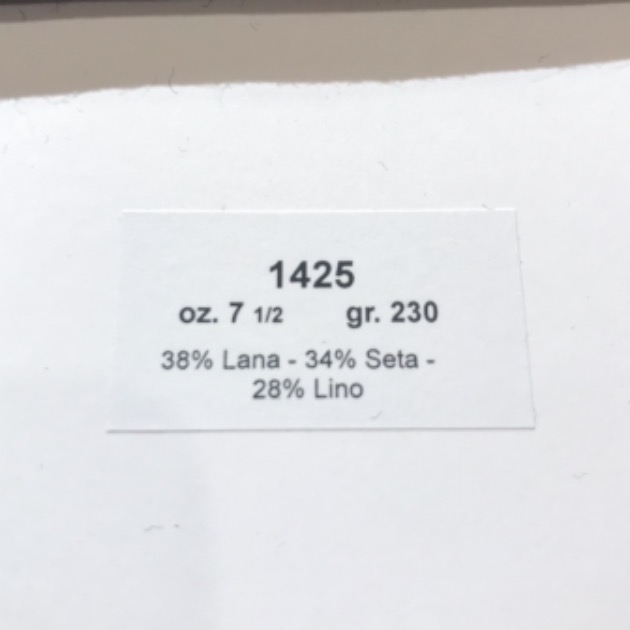 1425
oz. 7 1/2 gr. 230
38% Lana - 34% Seta -
28% Lino